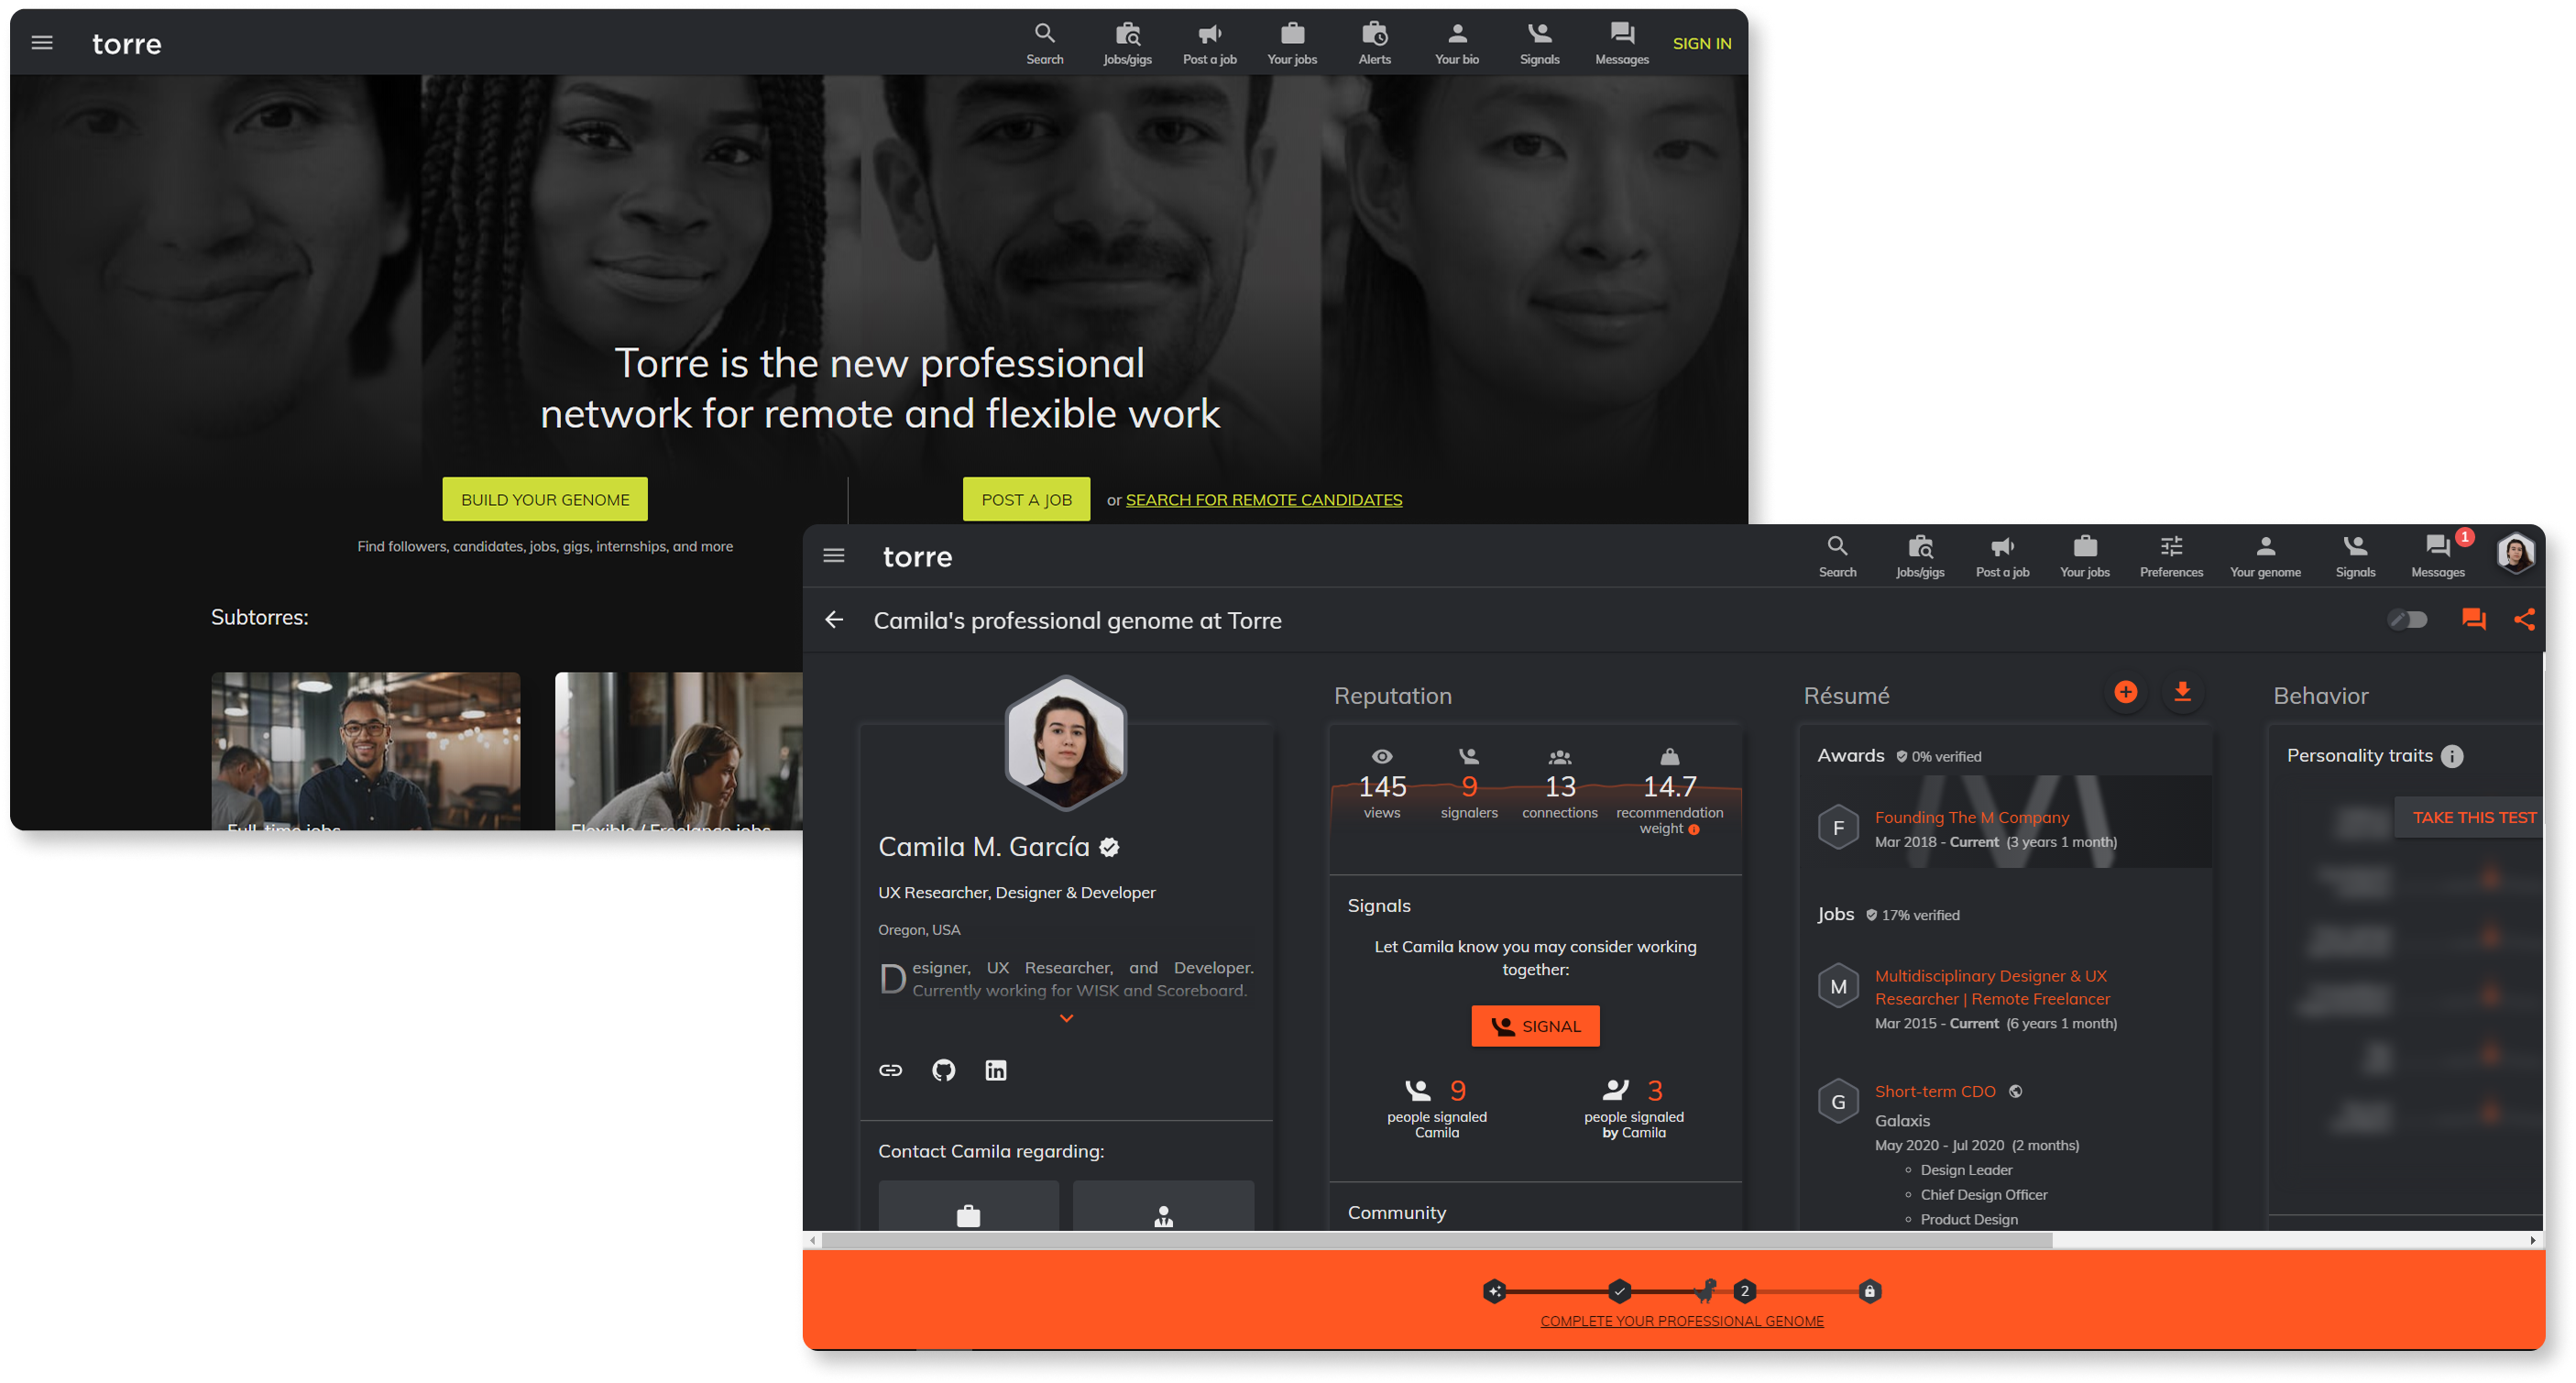 torre
Search
Jobs/gigs
Post a job
Your jobs
Alerts
Your bio
Signals
Messages
SIGN IN
Torre is the new professional
network for remote and flexible work
BUILD YOUR GENOME
Find followers, candidates, jobs, gigs, internships, and more
POST A JOB or SEARCH FOR REMOTE CANDIDATES
Subtorres:
Full-time jobs
Flexible / Freelance jobs
torre
Search
Jobs/gigs
Post a job
Your jobs
Preferences
Your genome
Signals
Messages
1
Camila's professional genome at Torre
Camila M. García
UX Researcher, Designer & Developer
Oregon, USA
Designer, UX Researcher, and Developer.
Currently working for WISK and Scoreboard.
Contact Camila regarding:
Reputation
145
views
9
signalers
13
connections
14.7
recommendation
weight
Signals
Let Camila know you may consider working
together:
SIGNAL
9
people signaled
Camila
3
people signaled
by Camila
Community
Résumé
Awards 0% verified
F
Founding The M Company
Mar 2018 - Current (3 years 1 month)
Jobs 17% verified
M
Multidisciplinary Designer & UX
Researcher | Remote Freelancer
Mar 2015 - Current (6 years 1 month)
G
Short-term CDO
Galaxis
May 2020 - Jul 2020 (2 months)
Design Leader
Chief Design Officer
Product Design
Behavior
Personality traits
TAKE THIS TEST
2
COMPLETE YOUR PROFESSIONAL GENOME